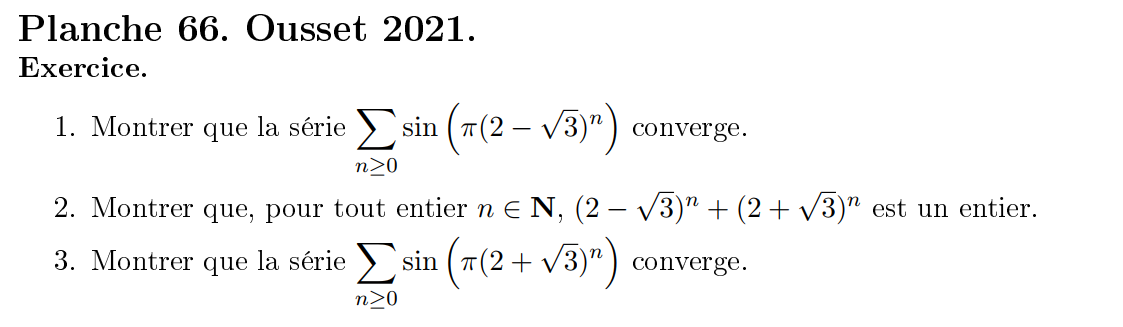 Planche 66. Ousset 2021.
Exercice.
1. Montrer que la série ∑_{n≥0} sin(π(2 − √3)^n) converge.
2. Montrer que, pour tout entier n ∈ N, (2 − √3)^n + (2 + √3)^n est un entier.
3. Montrer que la série ∑_{n≥0} sin(π(2 + √3)^n) converge.